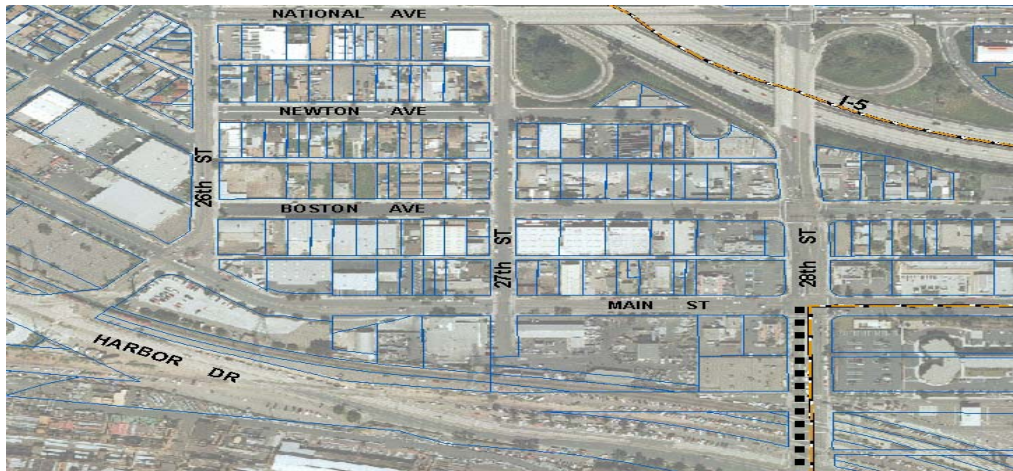 NATIONAL AVE
I-5
NEWTON AVE
26th ST
BOSTON AVE
27th ST
28th ST
MAIN ST
HARBOR DR